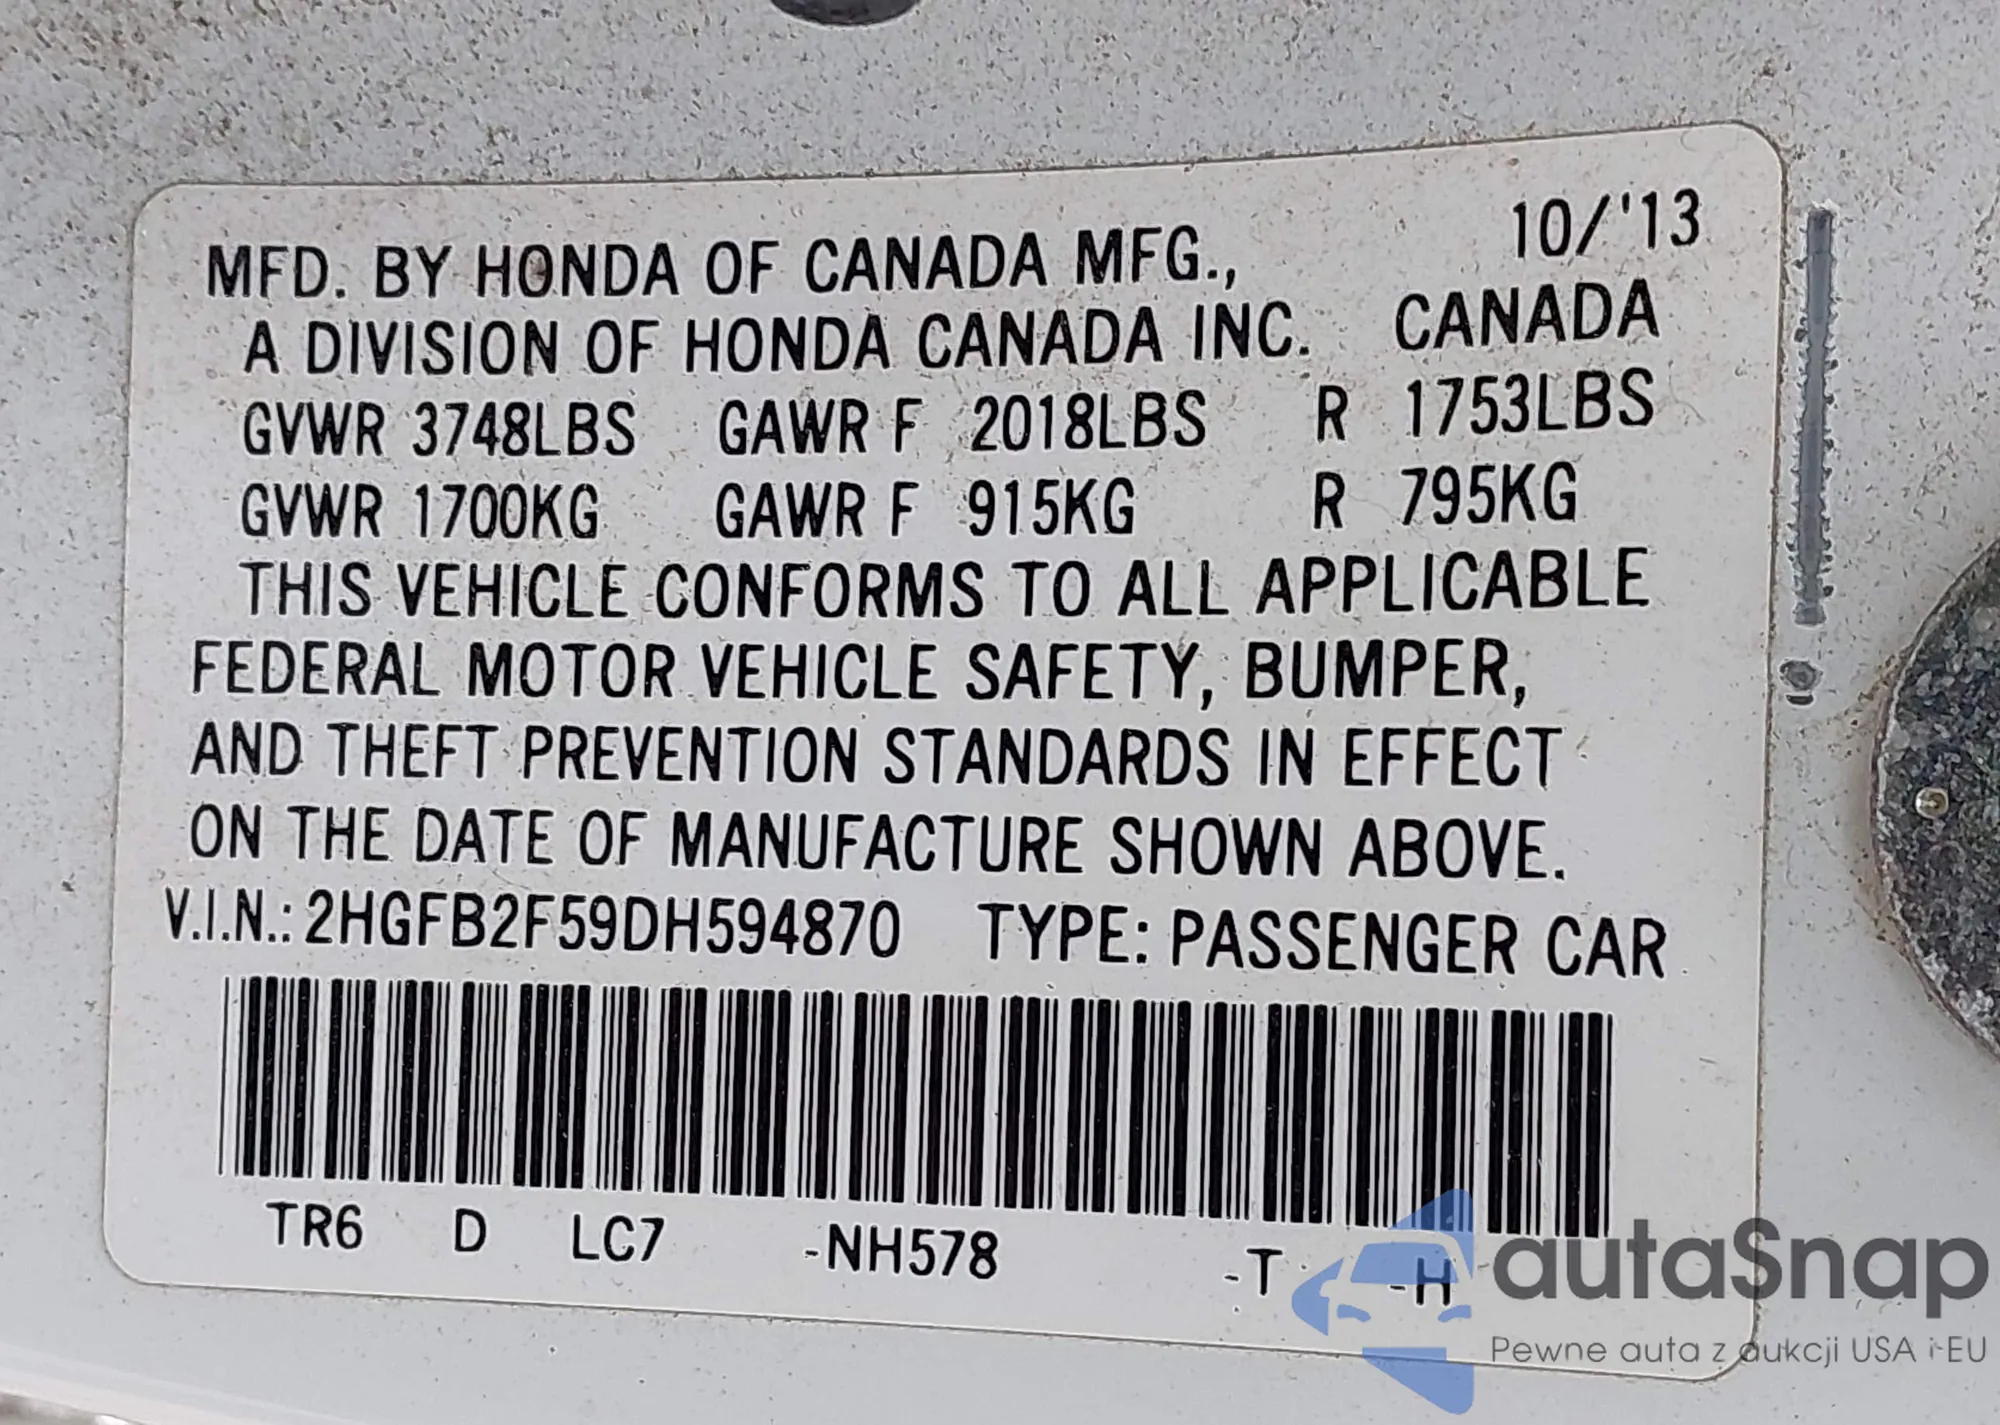 10/'13
MFD. BY HONDA OF CANADA MFG.,
A DIVISION OF HONDA CANADA INC. CANADA
GVWR 3748LBS GAWR F 2018LBS R 1753LBS
GVWR 1700KG GAWR F 915KG R 795KG
THIS VEHICLE CONFORMS TO ALL APPLICABLE
FEDERAL MOTOR VEHICLE SAFETY, BUMPER,
AND THEFT PREVENTION STANDARDS IN EFFECT
ON THE DATE OF MANUFACTURE SHOWN ABOVE.
V.I.N.: 2HGFB2F59DH594870 TYPE: PASSENGER CAR
TR6 D LC7 -NH578 -T -H
autaSnap
Pewne auta z aukcji USA i EU